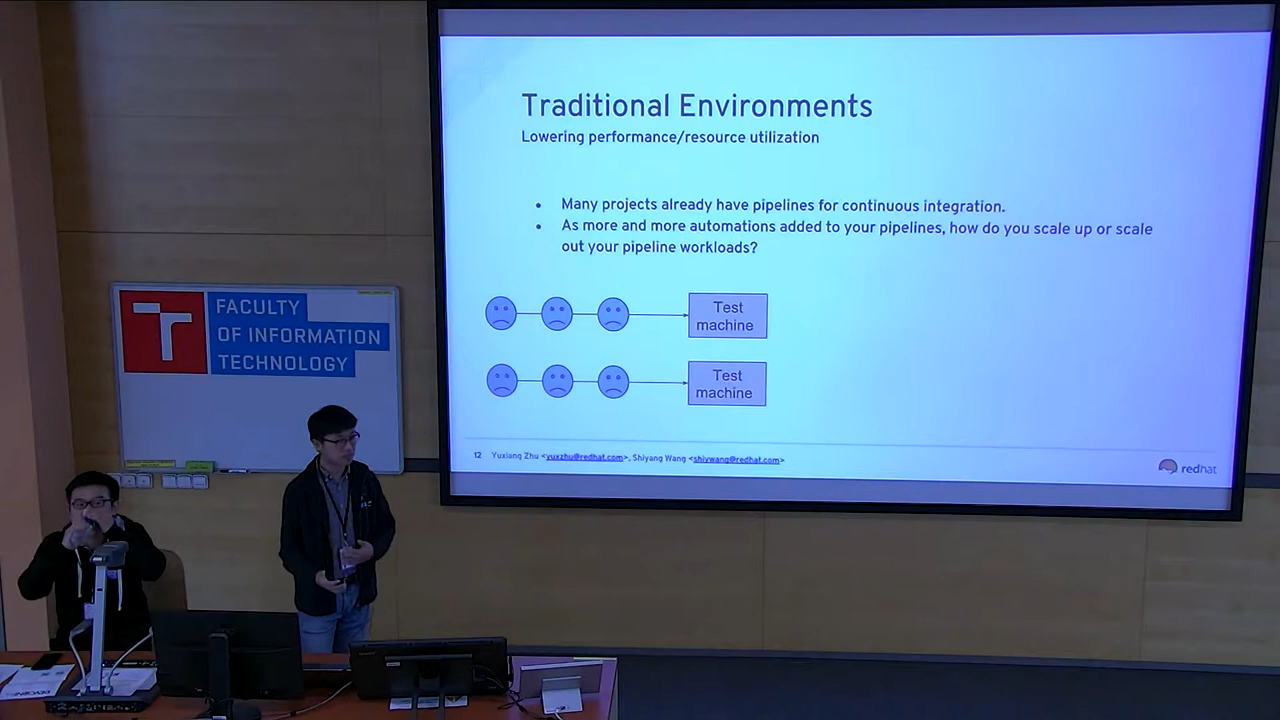 Traditional Environments
Lowering performance/resource utilization
• Many projects already have pipelines for continuous integration.
• As more and more automations added to your pipelines, how do you scale up or scale
out your pipeline workloads?
Test
machine
Test
machine
12 Yuxiang Zhu <yuxzhu@redhat.com>, Shiyang Wang <shiywang@redhat.com>
redhat
FACULTY
OF INFORMATION
TECHNOLOGY